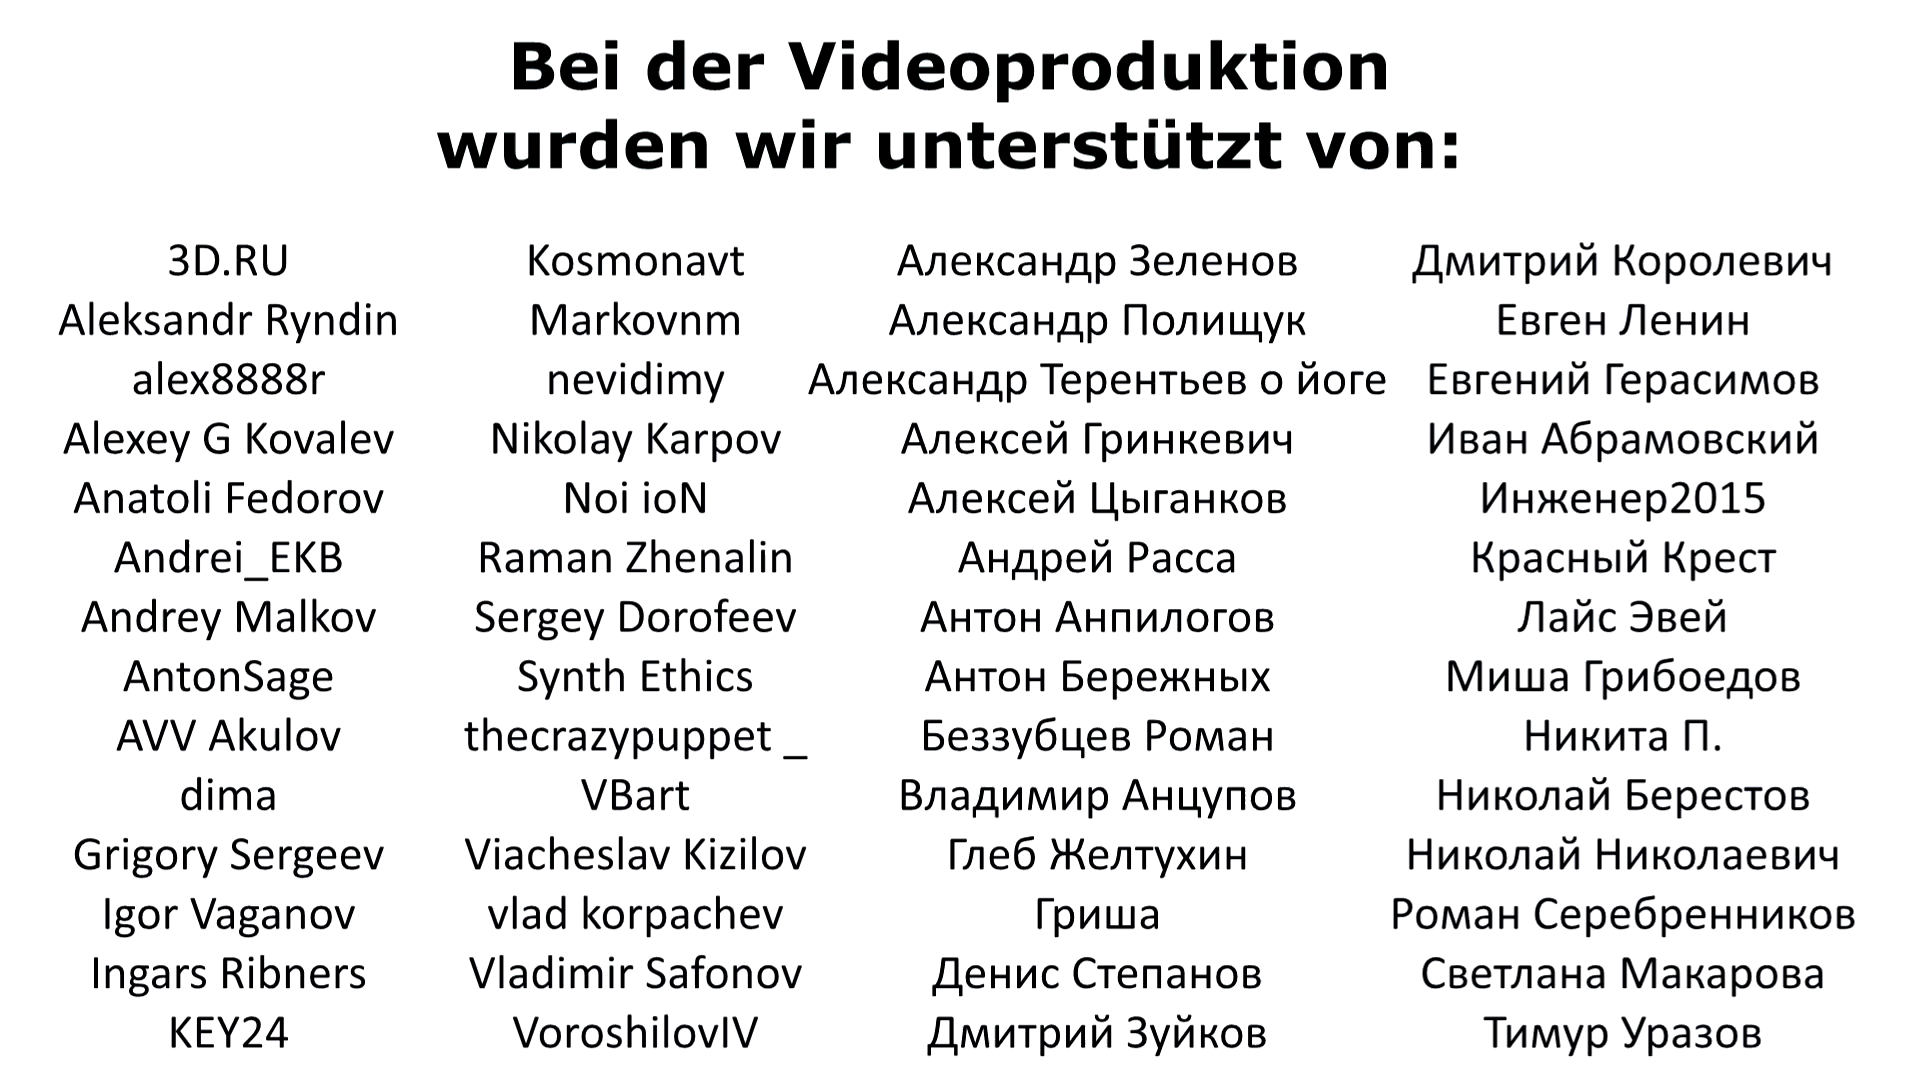 Bei der Videoproduktion
wurden wir unterstützt von:
3D.RU
Aleksandr Ryndin
alex8888r
Alexey G Kovalev
Anatoli Fedorov
Andrei_EKB
Andrey Malkov
AntonSage
AVV Akulov
dima
Grigory Sergeev
Igor Vaganov
Ingars Ribners
KEY24
Kosmonavt
Markovnm
nevidimy
Nikolay Karpov
Noi ioN
Raman Zhenalin
Sergey Dorofeev
Synth Ethics
thecrazypuppet _
VBart
Viacheslav Kizilov
vlad korpachev
Vladimir Safonov
VoroshilovIV
Александр Зеленов
Александр Полищук
Александр Терентьев о йоге
Алексей Гринкевич
Алексей Цыганков
Андрей Расса
Антон Анпилогов
Антон Бережных
Беззубцев Роман
Владимир Анцупов
Глеб Желтухин
Гриша
Денис Степанов
Дмитрий Зуйков
Дмитрий Королевич
Евген Ленин
Евгений Герасимов
Иван Абрамовский
Инженер2015
Красный Крест
Лайс Эвей
Миша Грибоедов
Никита П.
Николай Берестов
Николай Николаевич
Роман Серебренников
Светлана Макарова
Тимур Уразов